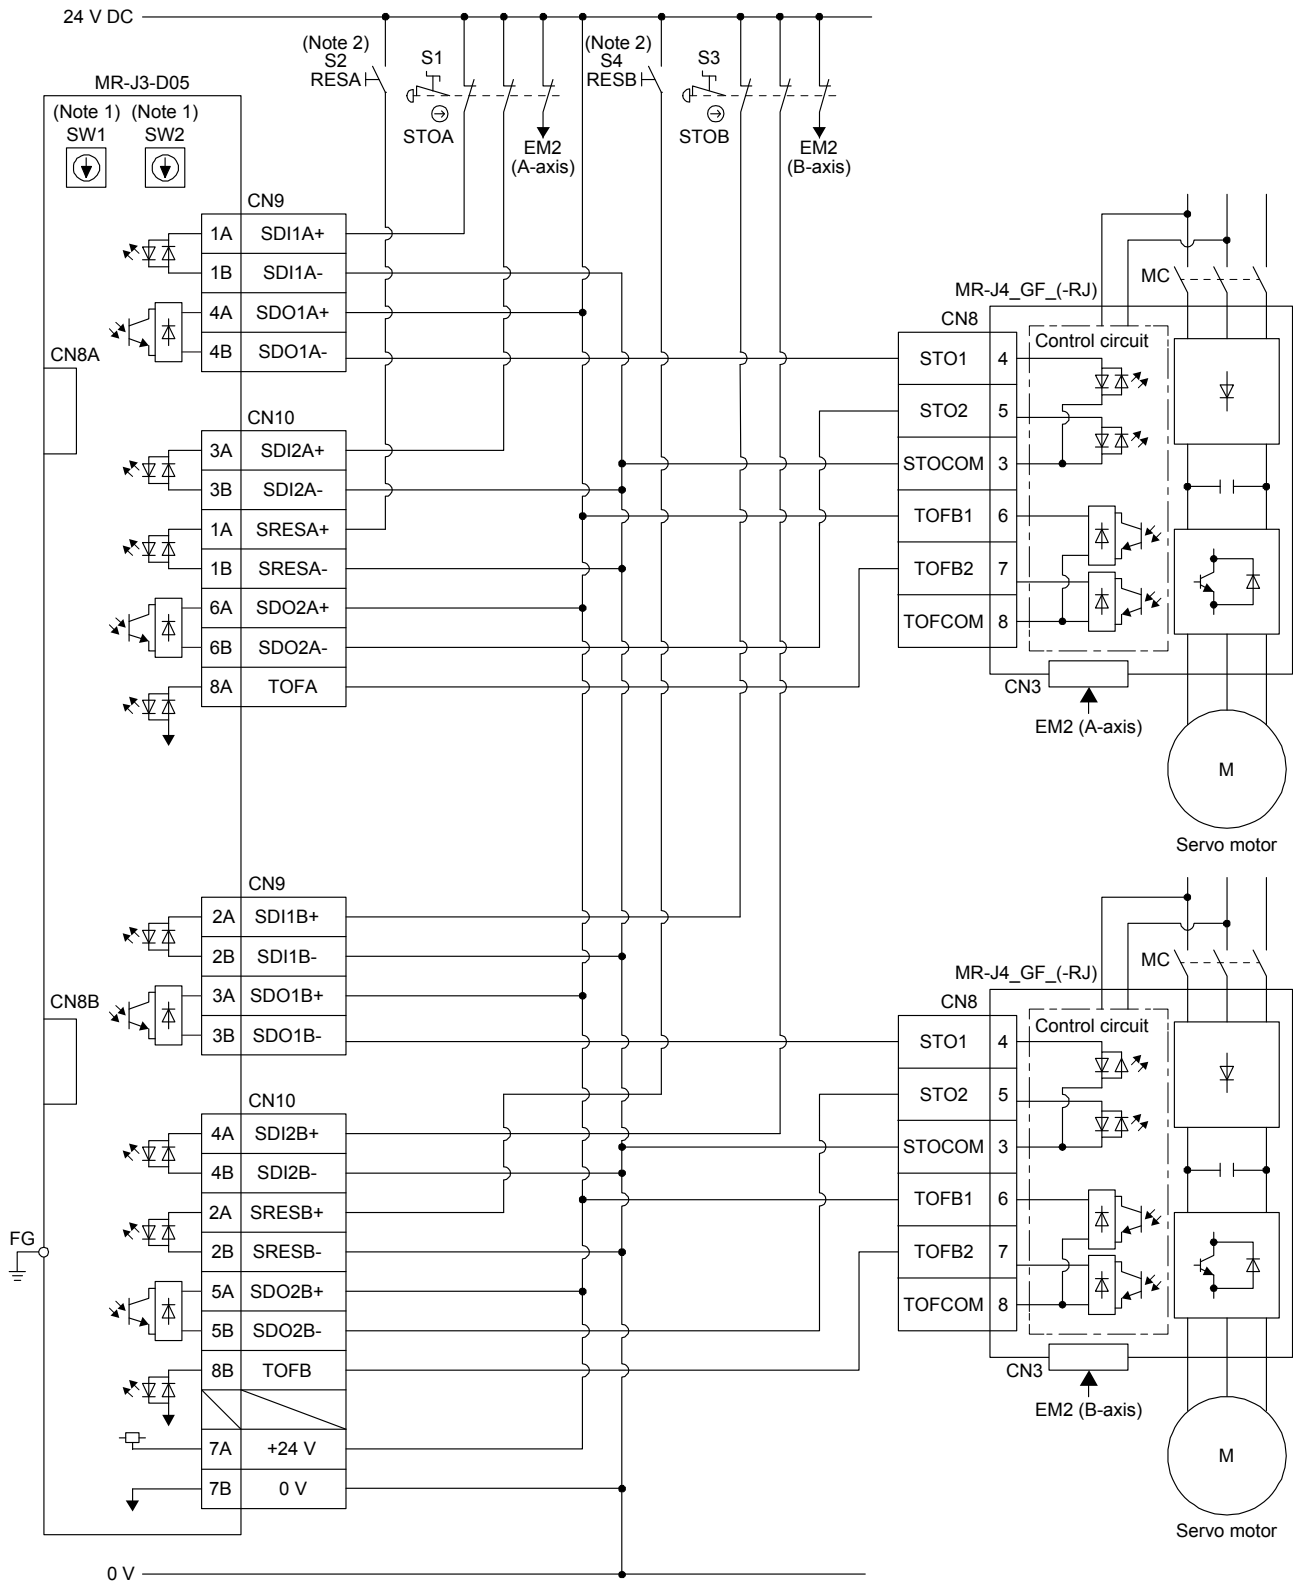 24 V DC
(Note 2)
S2
RESA
S1
STOA
EM2
(A-axis)
(Note 2)
S4
RESB
S3
STOB
EM2
(B-axis)
MR-J3-D05
(Note 1) (Note 1)
SW1 SW2
CN8A
CN9
1A SDI1A+
1B SDI1A-
4A SDO1A+
4B SDO1A-
CN10
3A SDI2A+
3B SDI2A-
1A SRESA+
1B SRESA-
6A SDO2A+
6B SDO2A-
8A TOFA
MC
MR-J4_GF_(-RJ)
CN8
Control circuit
STO1 4
STO2 5
STOCOM 3
TOFB1 6
TOFB2 7
TOFCOM 8
CN3
EM2 (A-axis)
M
Servo motor
CN8B
CN9
2A SDI1B+
2B SDI1B-
3A SDO1B+
3B SDO1B-
CN10
4A SDI2B+
4B SDI2B-
2A SRESB+
2B SRESB-
5A SDO2B+
5B SDO2B-
8B TOFB
7A +24 V
7B 0 V
FG
MC
MR-J4_GF_(-RJ)
CN8
Control circuit
STO1 4
STO2 5
STOCOM 3
TOFB1 6
TOFB2 7
TOFCOM 8
CN3
EM2 (B-axis)
M
Servo motor
0 V